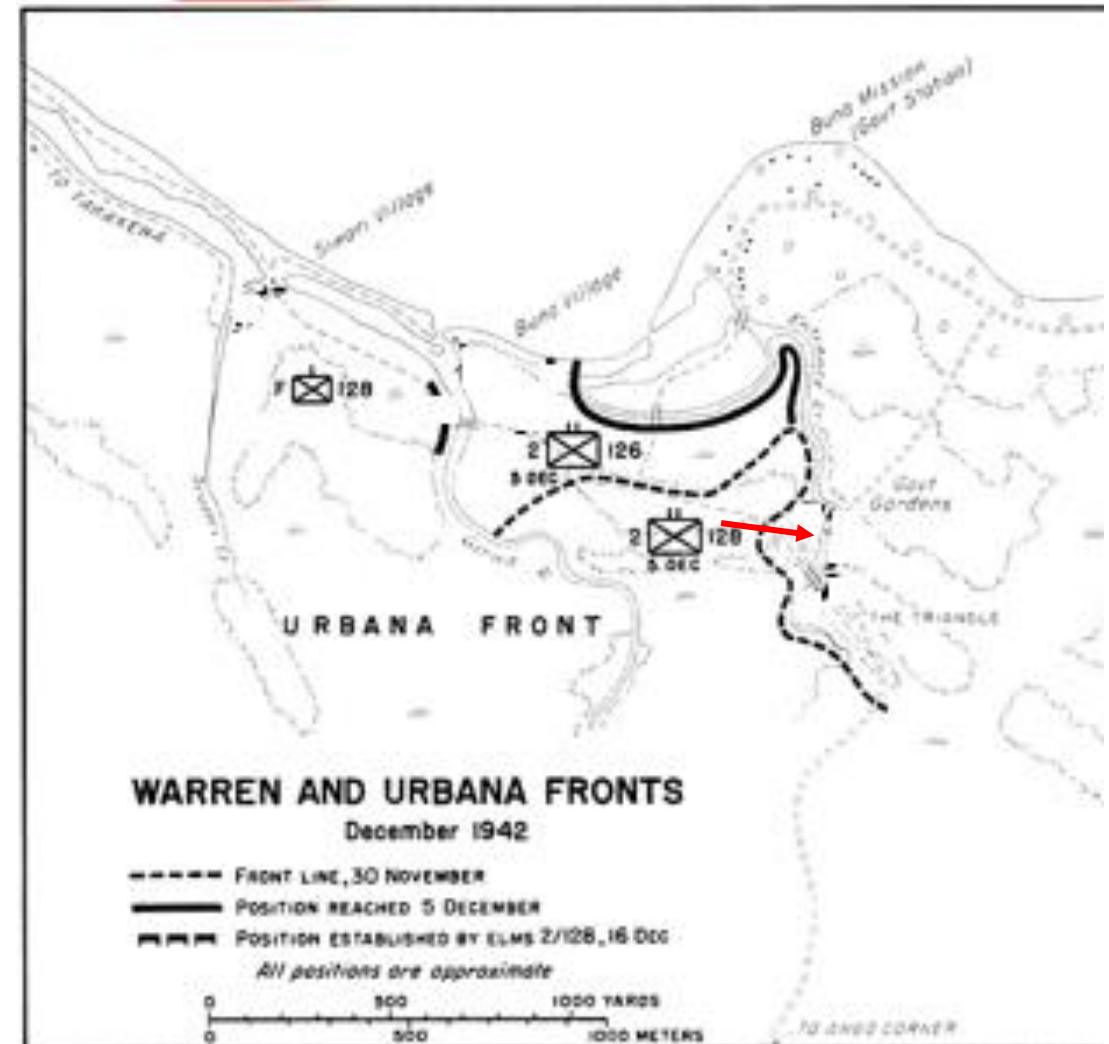 Buna Mission
(Govt Station)
TO TARAKENA
Siwori Village
Buna Village
F 128
2 126
5 DEC
Govt
Gardens
2 128
5 DEC
THE TRIANGLE
URBANA FRONT
WARREN AND URBANA FRONTS
December 1942
FRONT LINE, 30 NOVEMBER
POSITION REACHED 5 DECEMBER
POSITION ESTABLISHED BY ELMS 2/128, 16 DEC
All positions are approximate
0 500 1000 YARDS
0 500 1000 METERS